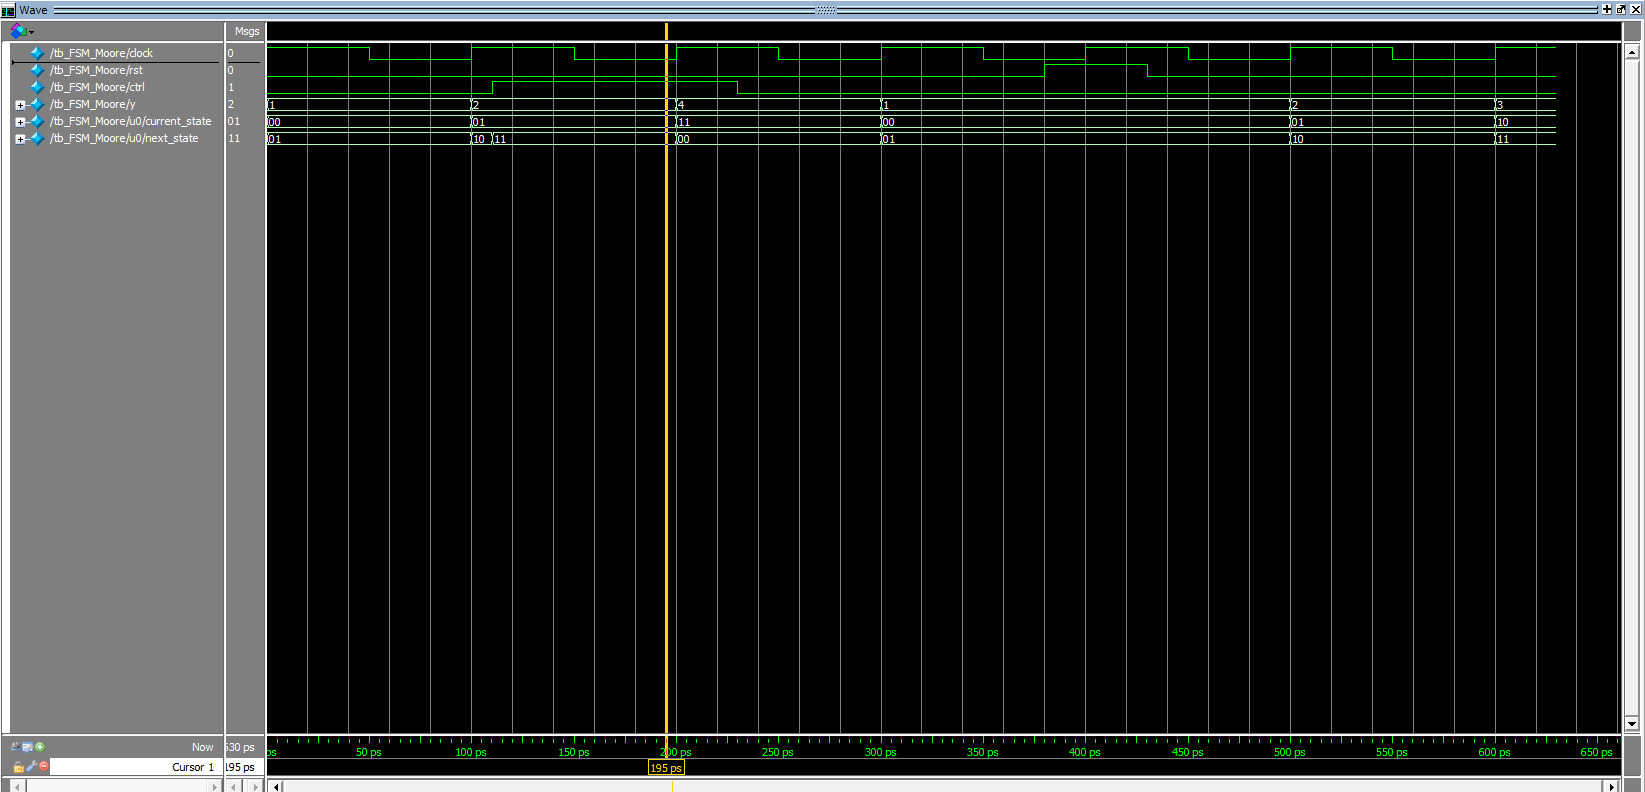 Wave
Msgs
/tb_FSM_Moore/clock 0
/tb_FSM_Moore/rst 0
/tb_FSM_Moore/ctrl 1
/tb_FSM_Moore/y 2 1 2 4 1 2 3
/tb_FSM_Moore/u0/current_state 01 00 01 11 00 01 10
/tb_FSM_Moore/u0/next_state 11 01 10 11 00 01 10 11
Now 530 ps ps 50 ps 100 ps 150 ps 200 ps 250 ps 300 ps 350 ps 400 ps 450 ps 500 ps 550 ps 600 ps 650 ps
Cursor 1 195 ps 195 ps